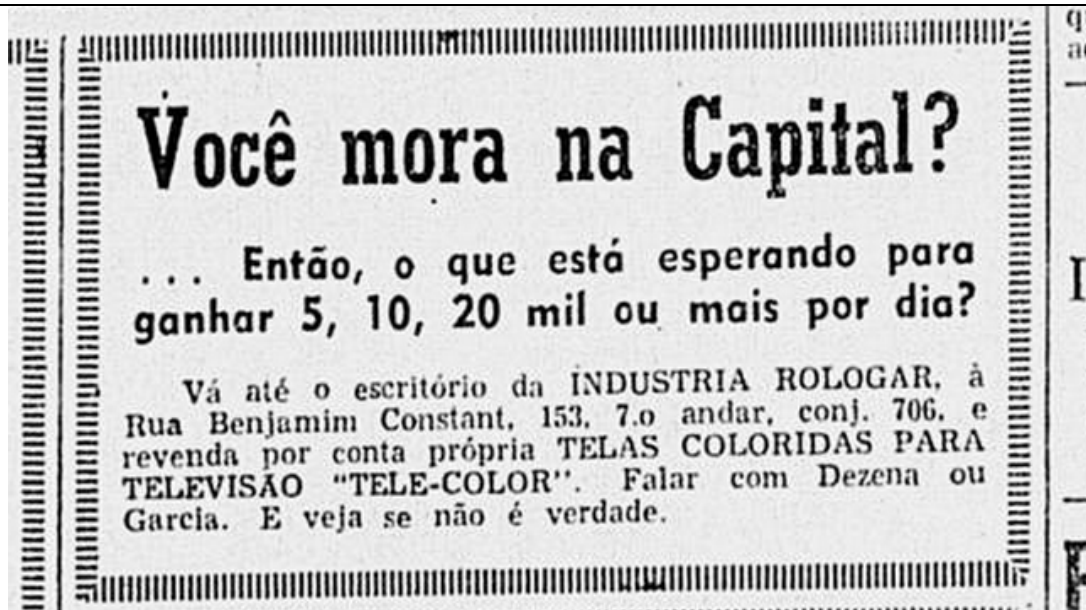 Você mora na Capital?
... Então, o que está esperando para
ganhar 5, 10, 20 mil ou mais por dia?
Vá até o escritório da INDUSTRIA ROLOGAR, à
Rua Benjamim Constant, 153, 7.o andar, conj. 706, e
revenda por conta própria TELAS COLORIDAS PARA
TELEVISÃO "TELE-COLOR". Falar com Dezena ou
Garcia. E veja se não é verdade.